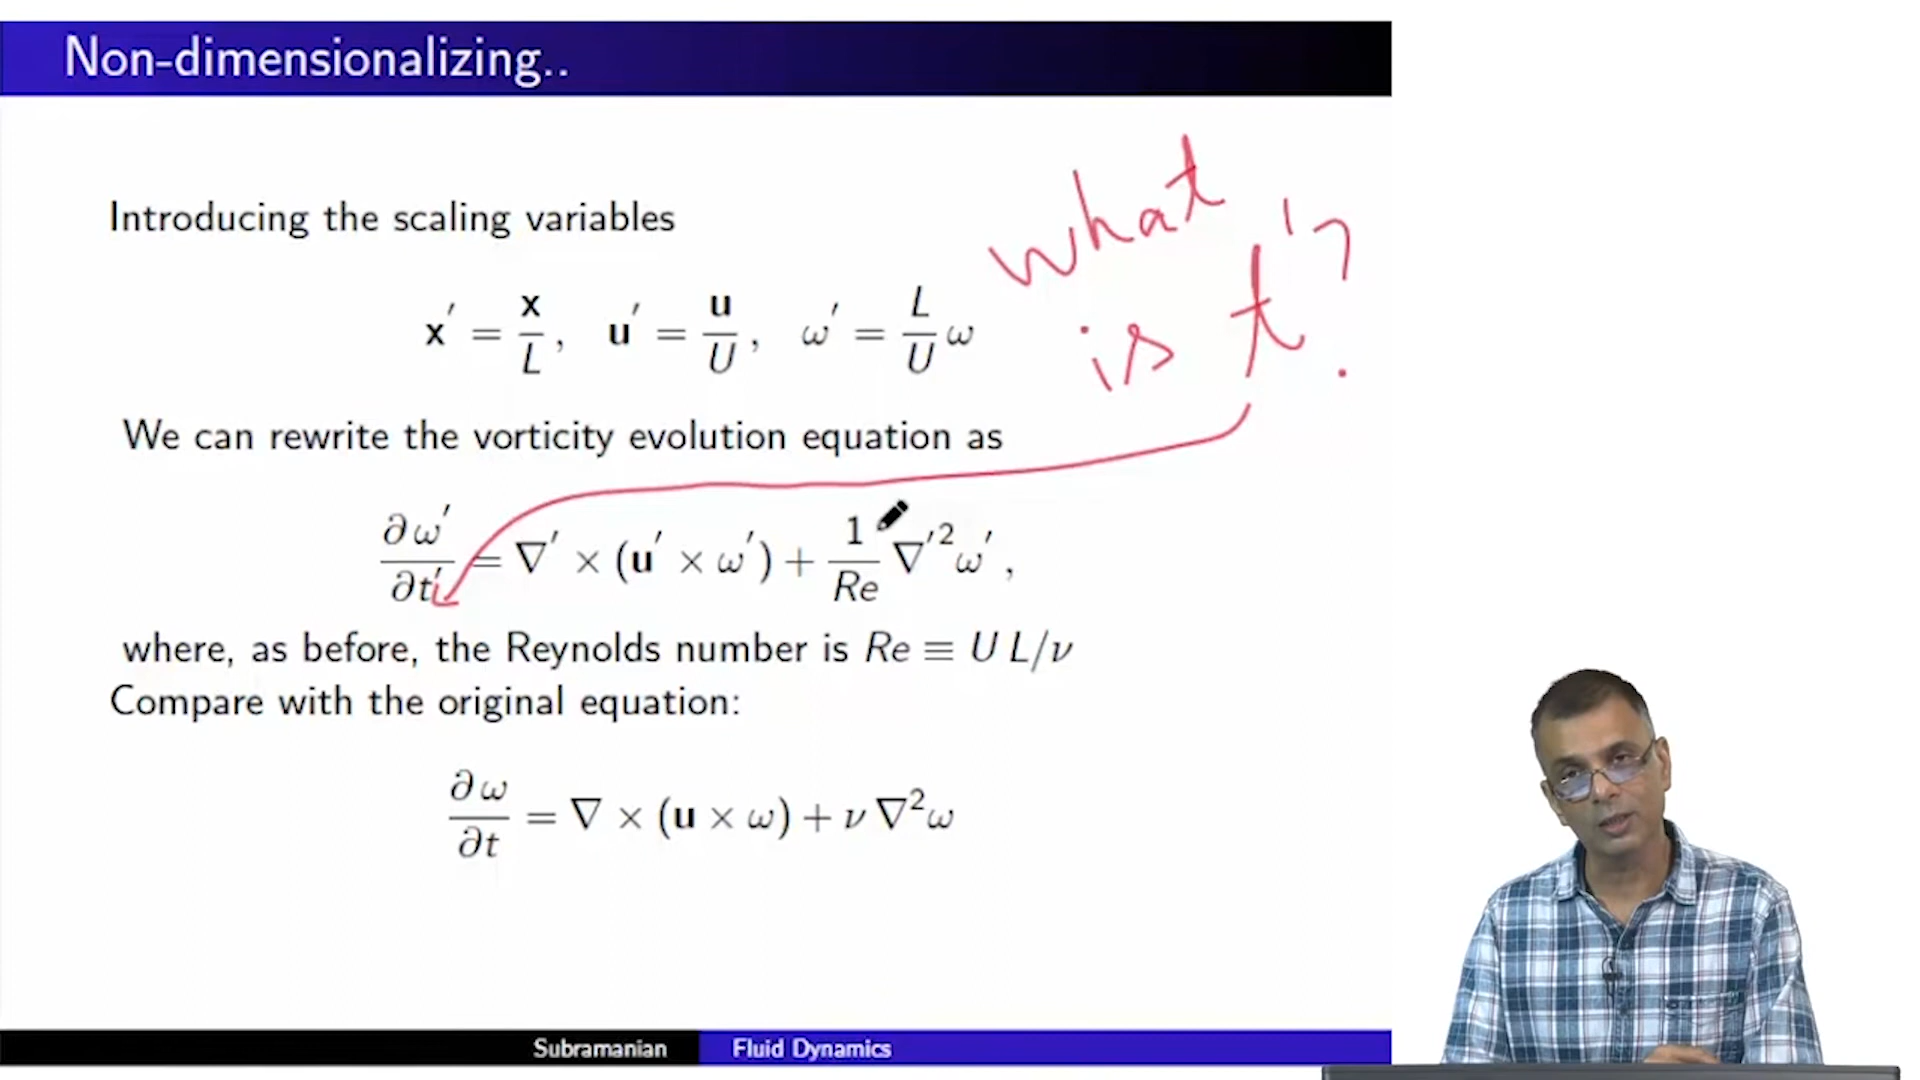 Non-dimensionalizing..
Introducing the scaling variables
x′ = x/L, u′ = u/U, ω′ = L/U ω
what
is t′?
We can rewrite the vorticity evolution equation as
∂ω′/∂t′ = ∇′ × (u′ × ω′) + 1/Re ∇′²ω′,
where, as before, the Reynolds number is Re ≡ U L/ν
Compare with the original equation:
∂ω/∂t = ∇ × (u × ω) + ν ∇²ω
Subramanian Fluid Dynamics